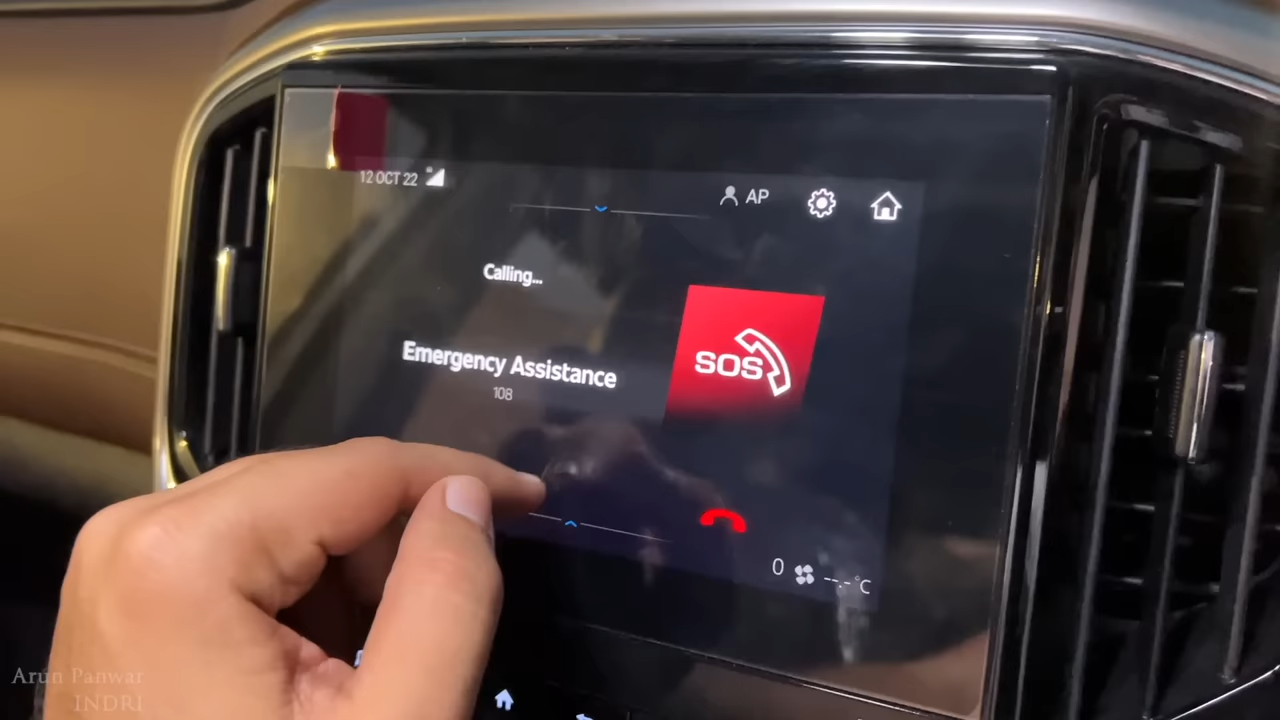 12 OCT 22
AP
Calling...
Emergency Assistance
108
SOS
0 --.-°C
Arun Panwar
INDRI